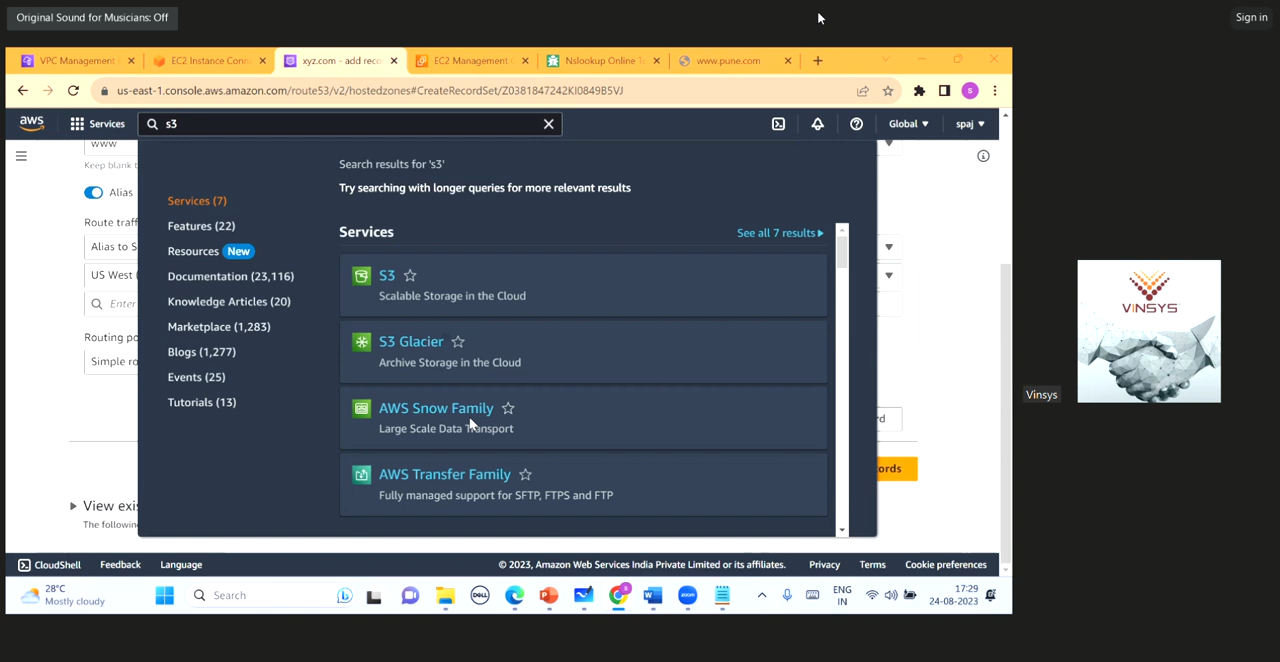 Original Sound for Musicians: Off
Sign in
VPC Management
EC2 Instance Conn
xyz.com - add reco
EC2 Management C
Nslookup Online To
www.pune.com
us-east-1.console.aws.amazon.com/route53/v2/hostedzones#CreateRecordSet/Z0381847242KI0849B5VJ
aws
Services
s3
Global
spaj
www
Keep blank t
Alias
Route traff
Alias to S
US West (
Enter
Routing po
Simple ro
View exis
The followin
Search results for 's3'
Try searching with longer queries for more relevant results
Services (7)
Features (22)
Resources New
Documentation (23,116)
Knowledge Articles (20)
Marketplace (1,283)
Blogs (1,277)
Events (25)
Tutorials (13)
Services
See all 7 results
S3
Scalable Storage in the Cloud
S3 Glacier
Archive Storage in the Cloud
AWS Snow Family
Large Scale Data Transport
AWS Transfer Family
Fully managed support for SFTP, FTPS and FTP
rd
ords
CloudShell
Feedback
Language
© 2023, Amazon Web Services India Private Limited or its affiliates.
Privacy
Terms
Cookie preferences
28°C
Mostly cloudy
Search
ENG
IN
17:29
24-08-2023
VINSYS
Vinsys